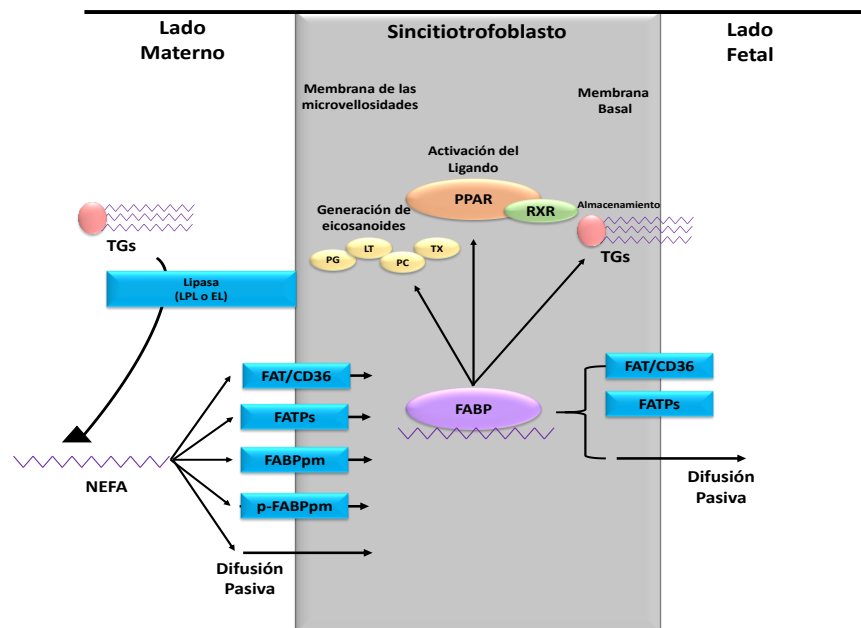 Lado
Materno
Sincitiotrofoblasto
Lado
Fetal
Membrana de las
microvellosidades
Membrana
Basal
Activación del
Ligando
PPAR
RXR
Almacenamiento
TGs
Generación de
eicosanoides
PG
LT
PC
TX
TGs
Lipasa
(LPL o EL)
FAT/CD36
FATPs
FABPpm
p-FABPpm
NEFA
Difusión
Pasiva
FABP
FAT/CD36
FATPs
Difusión
Pasiva